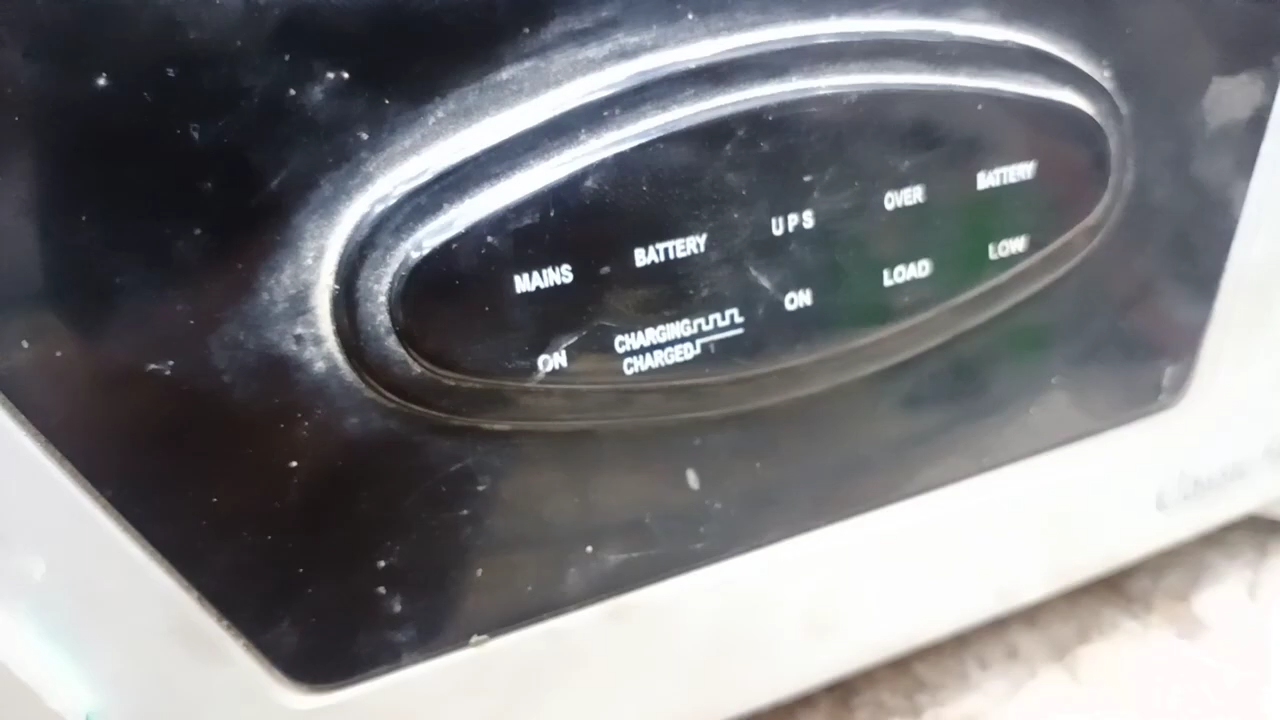 MAINS
ON
BATTERY
CHARGING
CHARGED
UPS
ON
OVER
LOAD
BATTERY
LOW